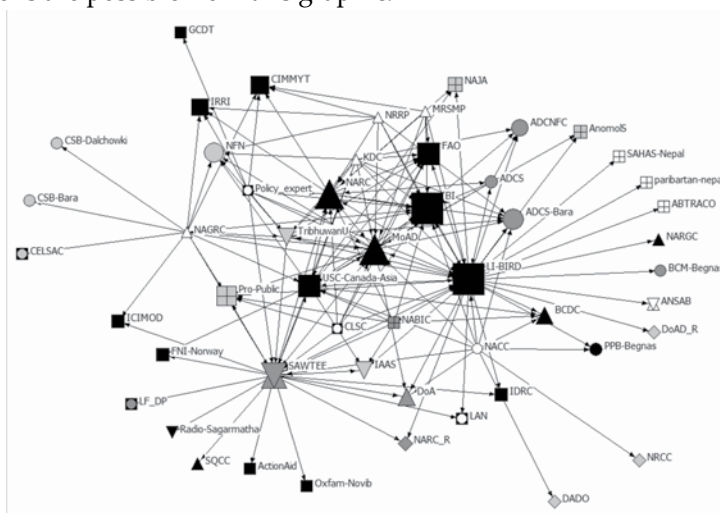 GCDT
CIMMYT
NAJA
IRRI
NRRP
MRSMP
ADCNFC
AnomolS
CSB-Dalchowki
NFN
FAO
KDC
SAHAS-Nepal
ADCS
NARC
Policy_expert
paribartan-nepa
CSB-Bara
BI
ABTRACO
ADCS-Bara
NAGRC
TribhuwanU
MoAD
NARGC
CELSAC
LI-BIRD
BCM-Begnas
USC-Canada-Asia
Pro-Public
ANSAB
BCDC
ICIMOD
CLSC
NABIC
DoAD_R
NACC
PPB-Begnas
FNI-Norway
SAWTEE
IAAS
DoA
IDRC
LF_DP
LAN
Radio-Sagarmatha
NARC_R
SQCC
ActionAid
NRCC
Oxfam-Novib
DADO